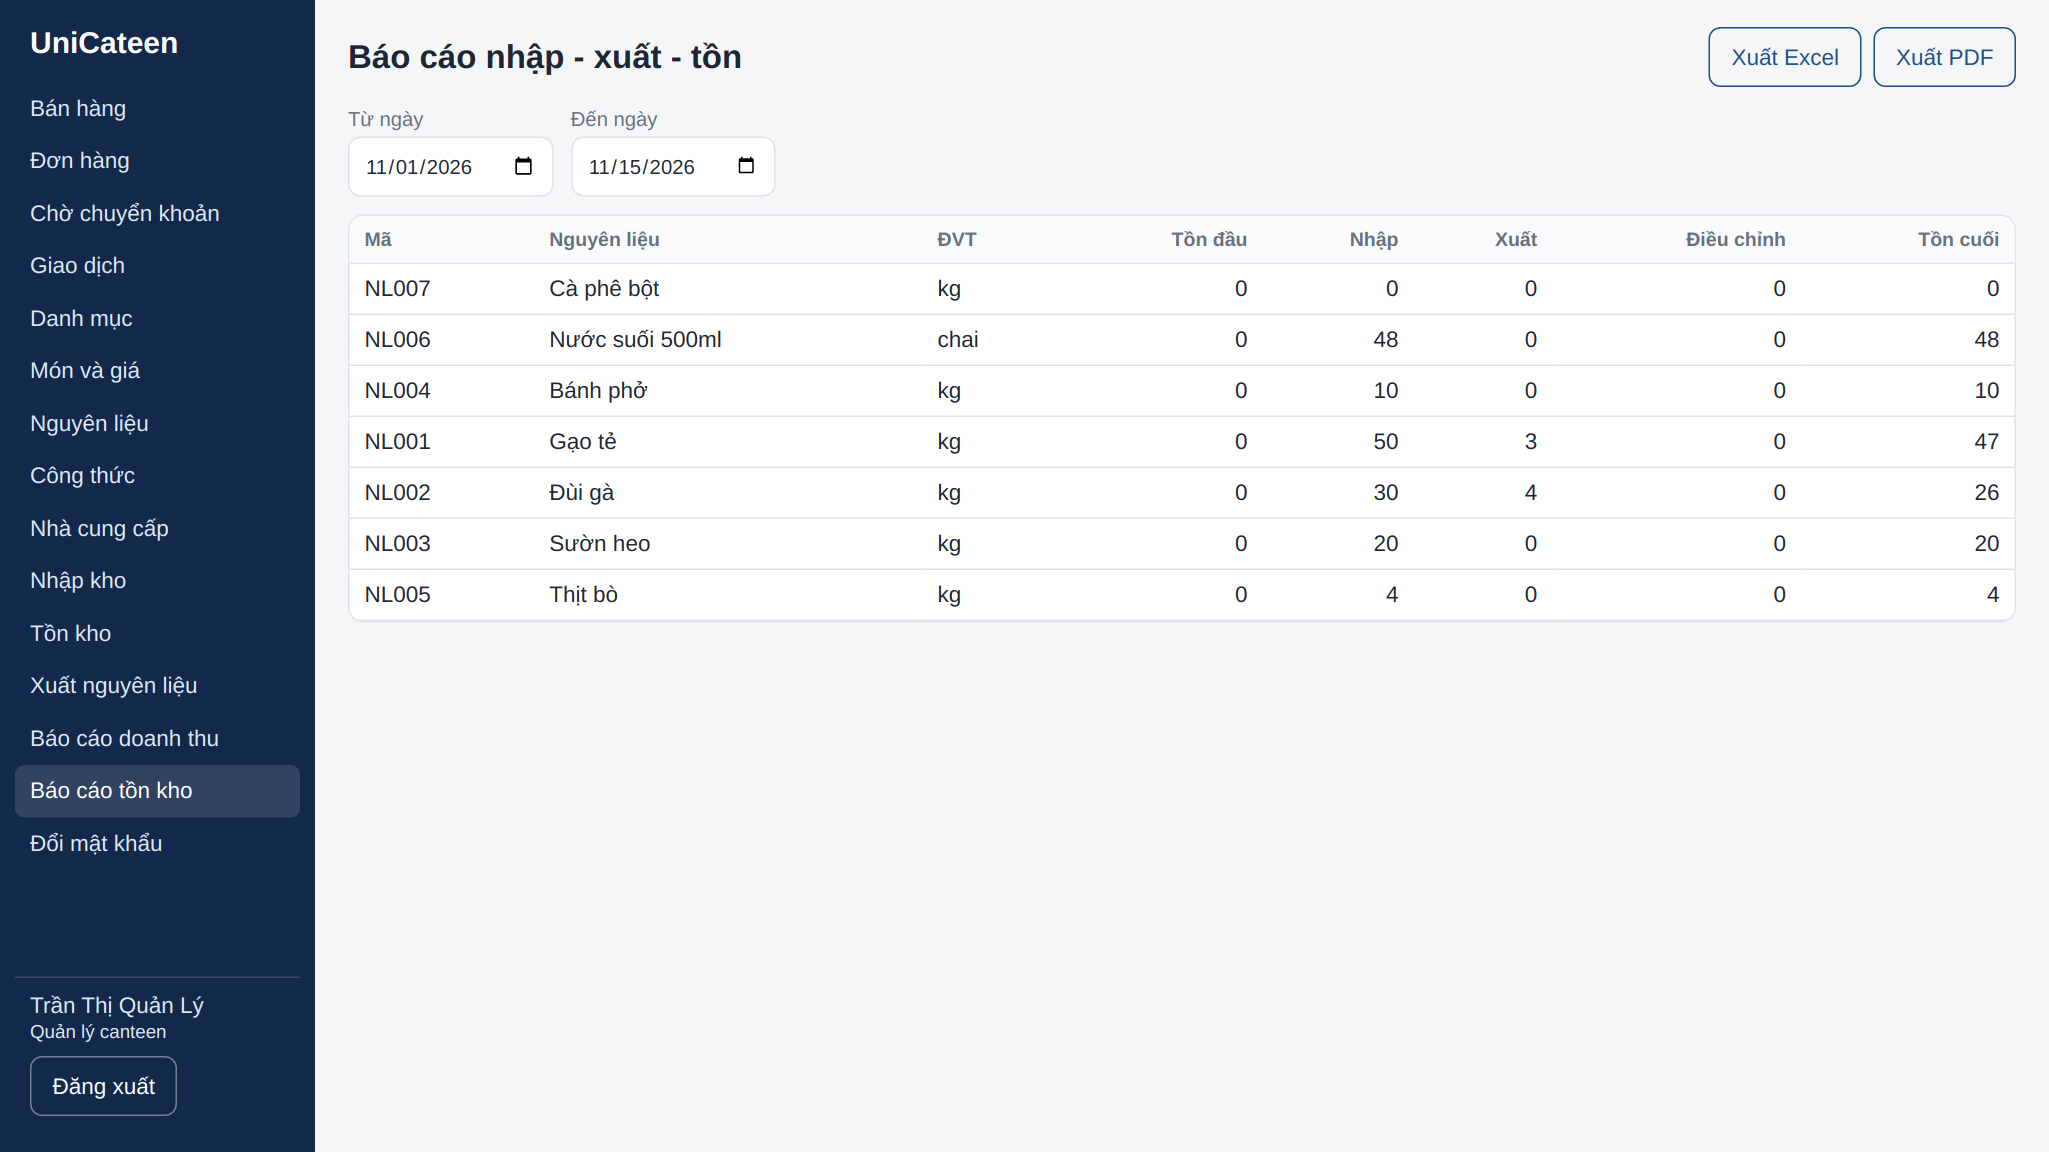 UniCateen
Bán hàng
Đơn hàng
Chờ chuyển khoản
Giao dịch
Danh mục
Món và giá
Nguyên liệu
Công thức
Nhà cung cấp
Nhập kho
Tồn kho
Xuất nguyên liệu
Báo cáo doanh thu
Báo cáo tồn kho
Đổi mật khẩu
Trần Thị Quản Lý
Quản lý canteen
Đăng xuất
Báo cáo nhập - xuất - tồn
Xuất Excel Xuất PDF
Từ ngày Đến ngày
11/01/2026 11/15/2026
Mã Nguyên liệu ĐVT Tồn đầu Nhập Xuất Điều chỉnh Tồn cuối
NL007 Cà phê bột kg 0 0 0 0 0
NL006 Nước suối 500ml chai 0 48 0 0 48
NL004 Bánh phở kg 0 10 0 0 10
NL001 Gạo tẻ kg 0 50 3 0 47
NL002 Đùi gà kg 0 30 4 0 26
NL003 Sườn heo kg 0 20 0 0 20
NL005 Thịt bò kg 0 4 0 0 4